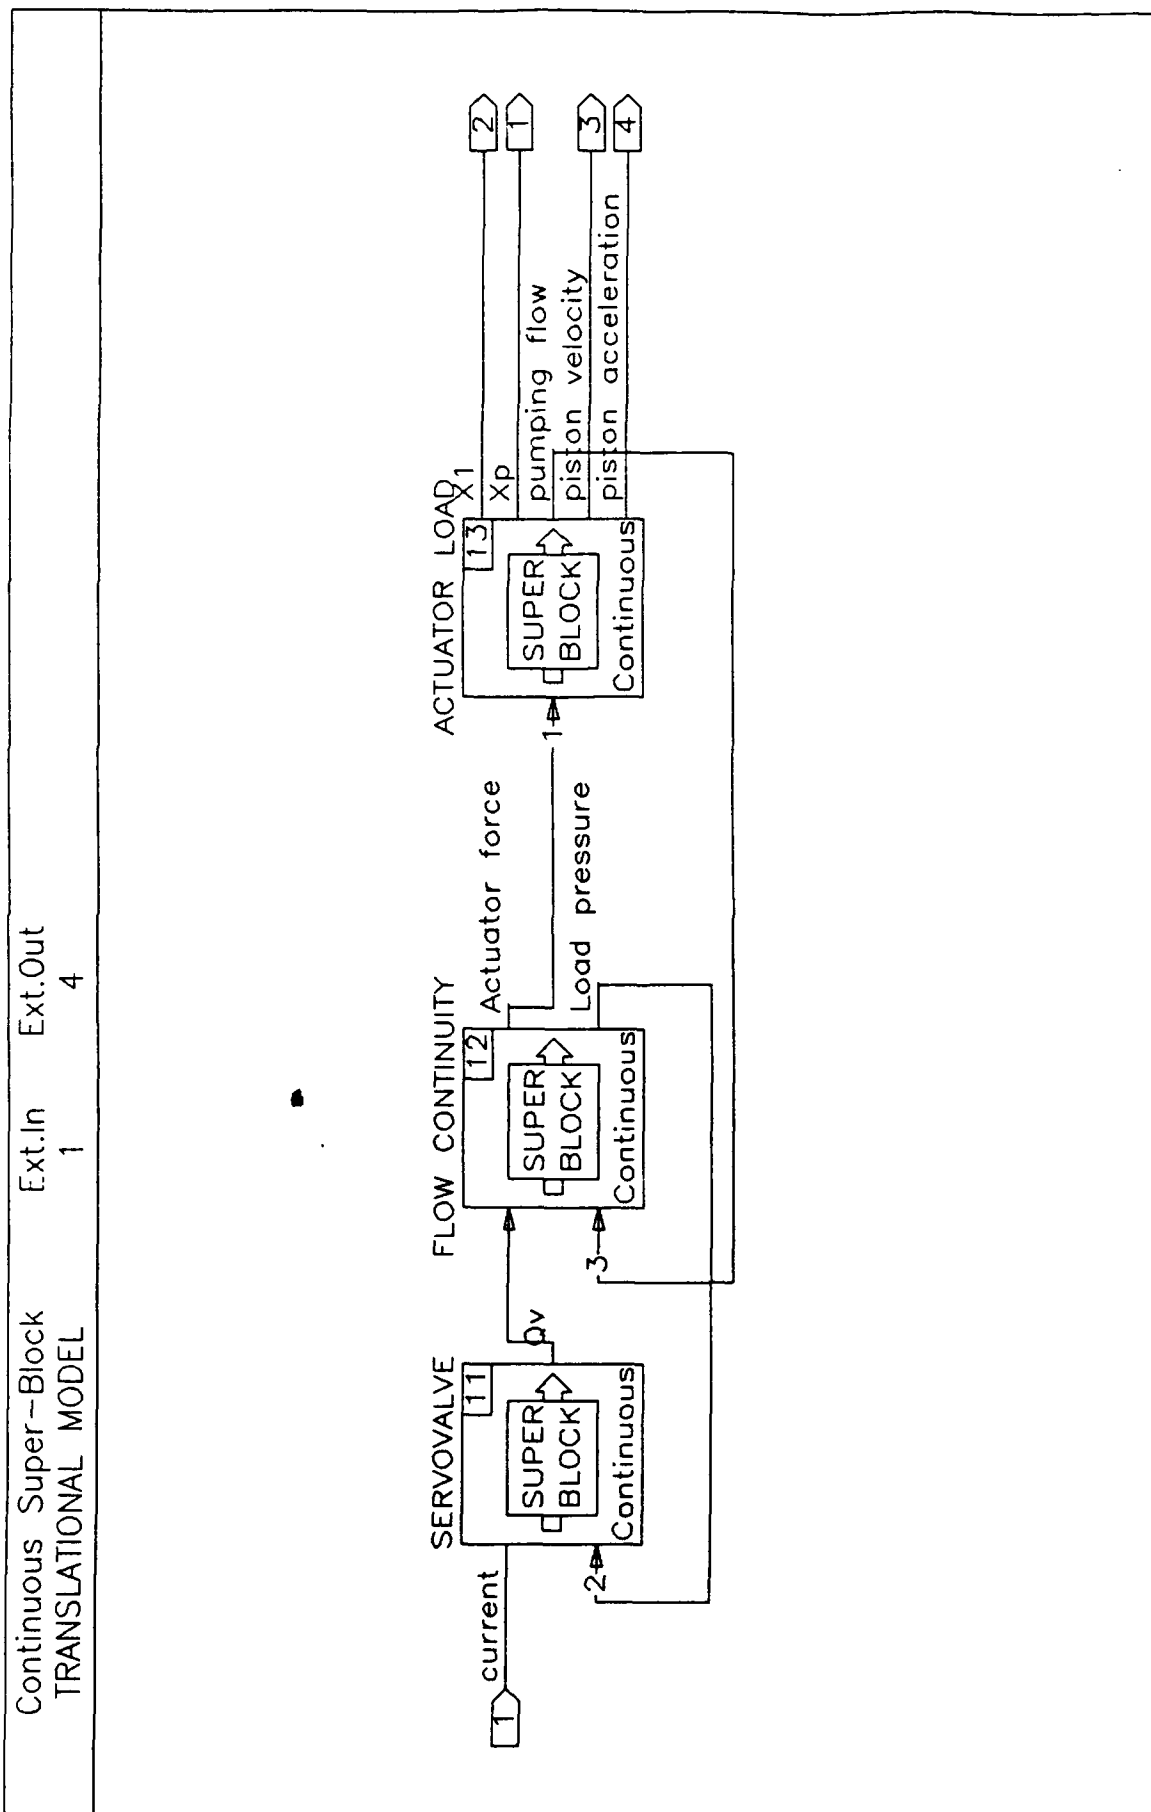 Continuous Super-Block Ext.In Ext.Out
TRANSLATIONAL MODEL 1 4
SERVOVALVE
11
current
1
SUPER
BLOCK
Continuous
2
Qv
FLOW CONTINUITY
12
SUPER
BLOCK
Continuous
3
Actuator force
Load pressure
1
ACTUATOR LOAD
13
SUPER
BLOCK
Continuous
X1
Xp
pumping flow
piston velocity
piston acceleration
2
1
3
4